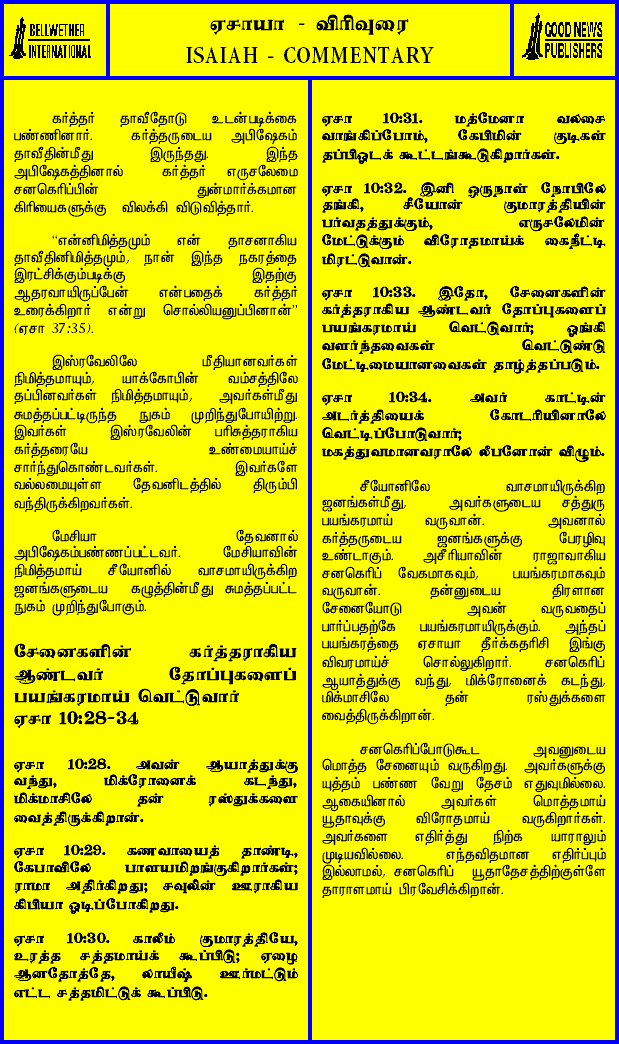 BELLWETHER
INTERNATIONAL
ஏசாயா - விரிவுரை
ISAIAH - COMMENTARY
GOOD NEWS
PUBLISHERS
கர்த்தர் தாவீதோடு உடன்படிக்கை
பண்ணினார். கர்த்தருடைய அபிஷேகம்
தாவீதின்மீது இருந்தது. இந்த
அபிஷேகத்தினால் கர்த்தர் எருசலேமை
சனகெரிப்பின் துன்மார்க்கமான
கிரியைகளுக்கு விலக்கி விடுவித்தார்.
“என்னிமித்தமும் என் தாசனாகிய
தாவீதினிமித்தமும், நான் இந்த நகரத்தை
இரட்சிக்கும்படிக்கு இதற்கு
ஆதரவாயிருப்பேன் என்பதைக் கர்த்தர்
உரைக்கிறார் என்று சொல்லியனுப்பினான்”
(ஏசா 37:35).
இஸ்ரவேலிலே மீதியானவர்கள்
நிமித்தமாயும், யாக்கோபின் வம்சத்திலே
தப்பினவர்கள் நிமித்தமாயும், அவர்கள்மீது
சுமத்தப்பட்டிருந்த நுகம் முறிந்துபோயிற்று.
இவர்கள் இஸ்ரவேலின் பரிசுத்தராகிய
கர்த்தரையே உண்மையாய்ச்
சார்ந்துகொண்டவர்கள். இவர்களே
வல்லமையுள்ள தேவனிடத்தில் திரும்பி
வந்திருக்கிறவர்கள்.
மேசியா தேவனால்
அபிஷேகம்பண்ணப்பட்டவர். மேசியாவின்
நிமித்தமாய் சீயோனில் வாசமாயிருக்கிற
ஜனங்களுடைய கழுத்தின்மீது சுமத்தப்பட்ட
நுகம் முறிந்துபோகும்.
சேனைகளின் கர்த்தராகிய
ஆண்டவர் தோப்புகளைப்
பயங்கரமாய் வெட்டுவார்
ஏசா 10:28-34
ஏசா 10:28. அவன் ஆயாத்துக்கு
வந்து, மிக்ரோனைக் கடந்து,
மிக்மாசிலே தன் ரஸ்துக்களை
வைத்திருக்கிறான்.
ஏசா 10:29. கணவாயைத் தாண்டி,
கேபாவிலே பாளயமிறங்குகிறார்கள்;
ராமா அதிர்கிறது; சவுலின் ஊராகிய
கிபியா ஓடிப்போகிறது.
ஏசா 10:30. காலீம் குமாரத்தியே,
உரத்த சத்தமாய்க் கூப்பிடு; ஏழை
ஆனதோத்தே, லாயீஷ் ஊர்மட்டும்
எட்ட சத்தமிட்டுக் கூப்பிடு.
ஏசா 10:31. மத்மேனா வலசை
வாங்கிப்போம், கேபிமின் குடிகள்
தப்பிஓடக் கூட்டங்கூடுகிறார்கள்.
ஏசா 10:32. இனி ஒருநாள் நோபிலே
தங்கி, சீயோன் குமாரத்தியின்
பர்வதத்துக்கும், எருசலேமின்
மேட்டுக்கும் விரோதமாய்க் கைநீட்டி
மிரட்டுவான்.
ஏசா 10:33. இதோ, சேனைகளின்
கர்த்தராகிய ஆண்டவர் தோப்புகளைப்
பயங்கரமாய் வெட்டுவார்; ஓங்கி
வளர்ந்தவைகள் வெட்டுண்டு
மேட்டிமையானவைகள் தாழ்த்தப்படும்.
ஏசா 10:34. அவர் காட்டின்
அடர்த்தியைக் கோடரியினாலே
வெட்டிப்போடுவார்;
மகத்துவமானவராலே லீபனோன் விழும்.
சீயோனிலே வாசமாயிருக்கிற
ஜனங்கள்மீது, அவர்களுடைய சத்துரு
பயங்கரமாய் வருவான். அவனால்
கர்த்தருடைய ஜனங்களுக்கு பேரழிவு
உண்டாகும். அசீரியாவின் ராஜாவாகிய
சனகெரிப் வேகமாகவும், பயங்கரமாகவும்
வருவான். தன்னுடைய திரளான
சேனையோடு அவன் வருவதைப்
பார்ப்பதற்கே பயங்கரமாயிருக்கும். அந்தப்
பயங்கரத்தை ஏசாயா தீர்க்கதரிசி இங்கு
விவரமாய்ச் சொல்லுகிறார். சனகெரிப்
ஆயாத்துக்கு வந்து, மிக்ரோனைக் கடந்து,
மிக்மாசிலே தன் ரஸ்துக்களை
வைத்திருக்கிறான்.
சனகெரிப்போடுகூட அவனுடைய
மொத்த சேனையும் வருகிறது. அவர்களுக்கு
யுத்தம் பண்ண வேறு தேசம் எதுவுமில்லை.
ஆகையினால் அவர்கள் மொத்தமாய்
யூதாவுக்கு விரோதமாய் வருகிறார்கள்.
அவர்களை எதிர்த்து நிற்க யாராலும்
முடியவில்லை. எந்தவிதமான எதிர்ப்பும்
இல்லாமல், சனகெரிப் யூதாதேசத்திற்குள்ளே
தாராளமாய் பிரவேசிக்கிறான்.